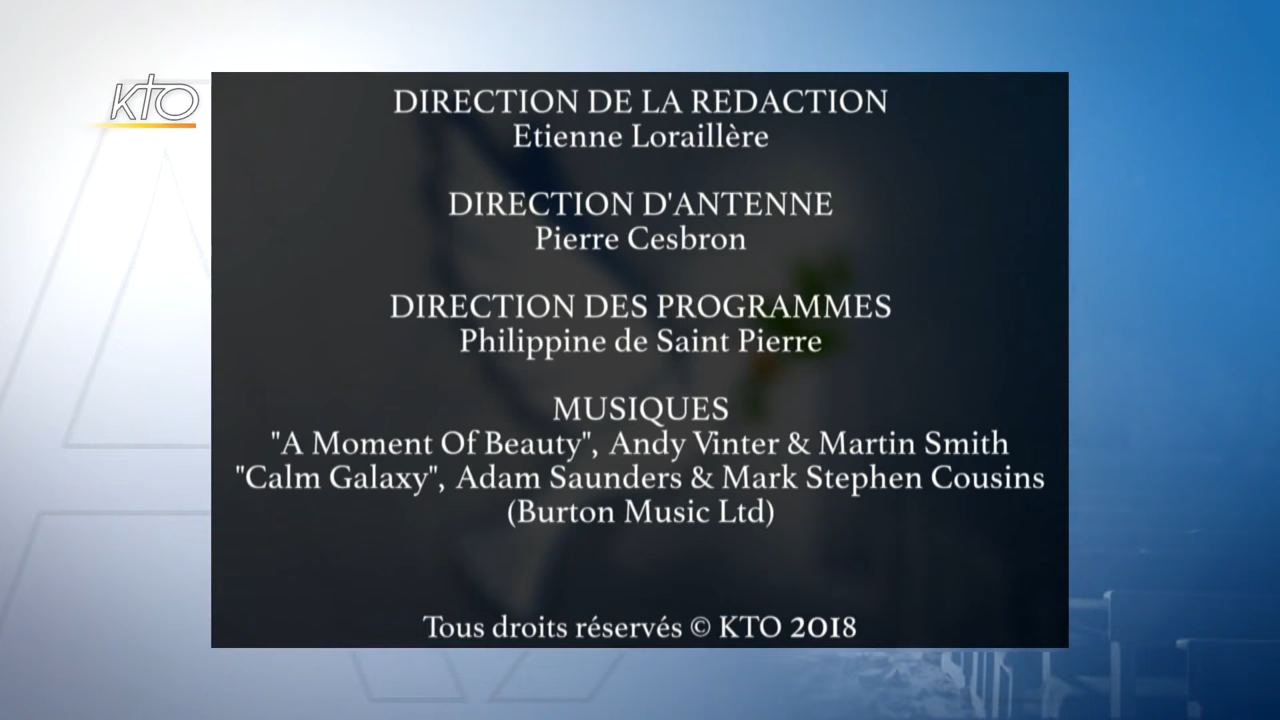 KTO
DIRECTION DE LA REDACTION
Etienne Loraillère
DIRECTION D'ANTENNE
Pierre Cesbron
DIRECTION DES PROGRAMMES
Philippine de Saint Pierre
MUSIQUES
"A Moment Of Beauty", Andy Vinter & Martin Smith
"Calm Galaxy", Adam Saunders & Mark Stephen Cousins
(Burton Music Ltd)
Tous droits réservés © KTO 2018